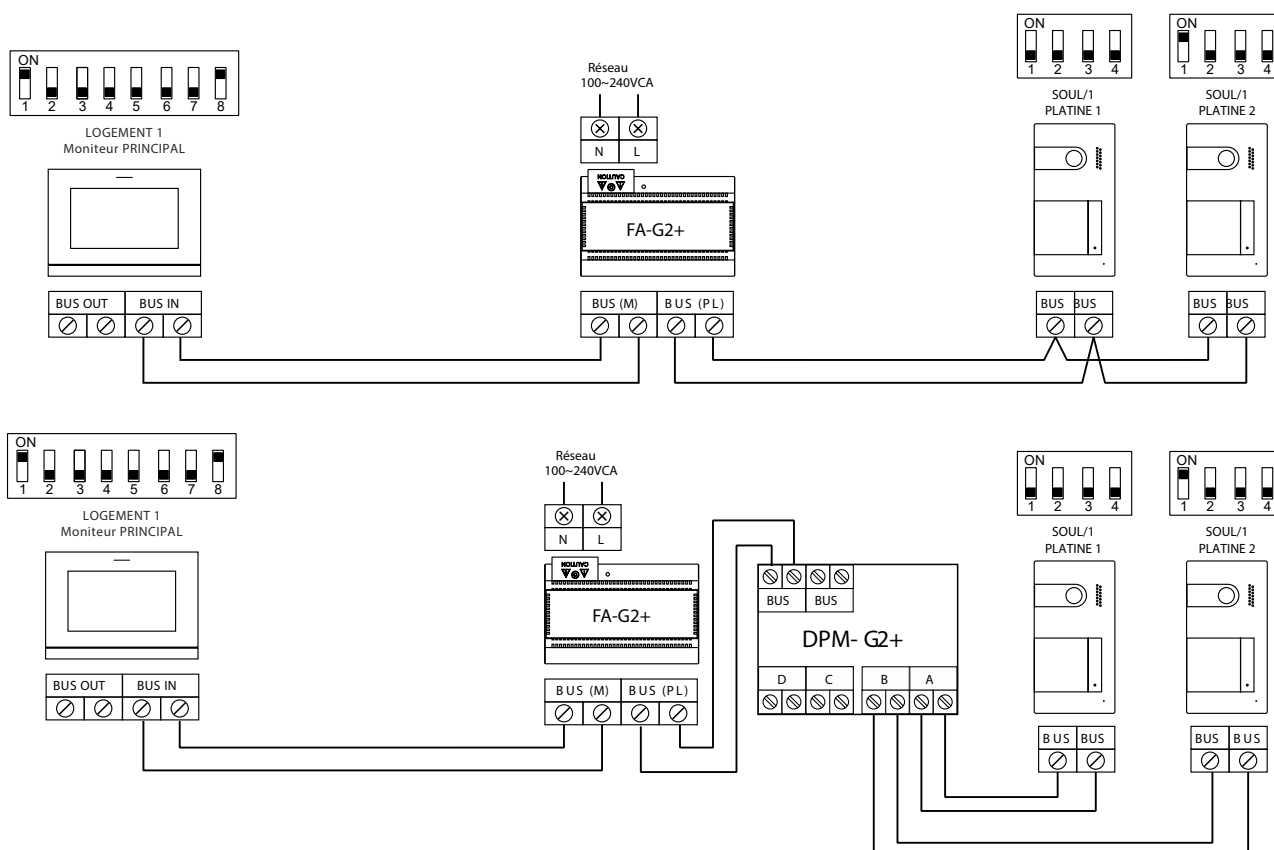 ON
1 2 3 4 5 6 7 8
LOGEMENT 1
Moniteur PRINCIPAL
BUS OUT BUS IN
Réseau
100~240VCA
N L
CAUTION
FA-G2+
BUS (M) BUS (PL)
ON
1 2 3 4
SOUL/1
PLATINE 1
BUS BUS
ON
1 2 3 4
SOUL/1
PLATINE 2
BUS BUS
ON
1 2 3 4 5 6 7 8
LOGEMENT 1
Moniteur PRINCIPAL
BUS OUT BUS IN
Réseau
100~240VCA
N L
CAUTION
FA-G2+
BUS (M) BUS (PL)
BUS BUS
DPM- G2+
D C B A
ON
1 2 3 4
SOUL/1
PLATINE 1
BUS BUS
ON
1 2 3 4
SOUL/1
PLATINE 2
BUS BUS